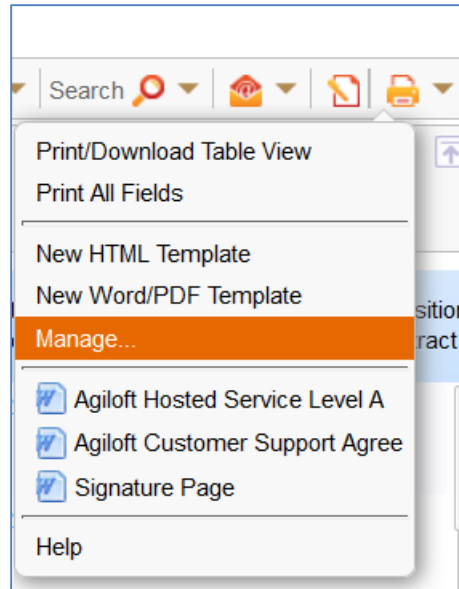 Search
Print/Download Table View
Print All Fields
New HTML Template
New Word/PDF Template
Manage...
Agiloft Hosted Service Level A
Agiloft Customer Support Agree
Signature Page
Help